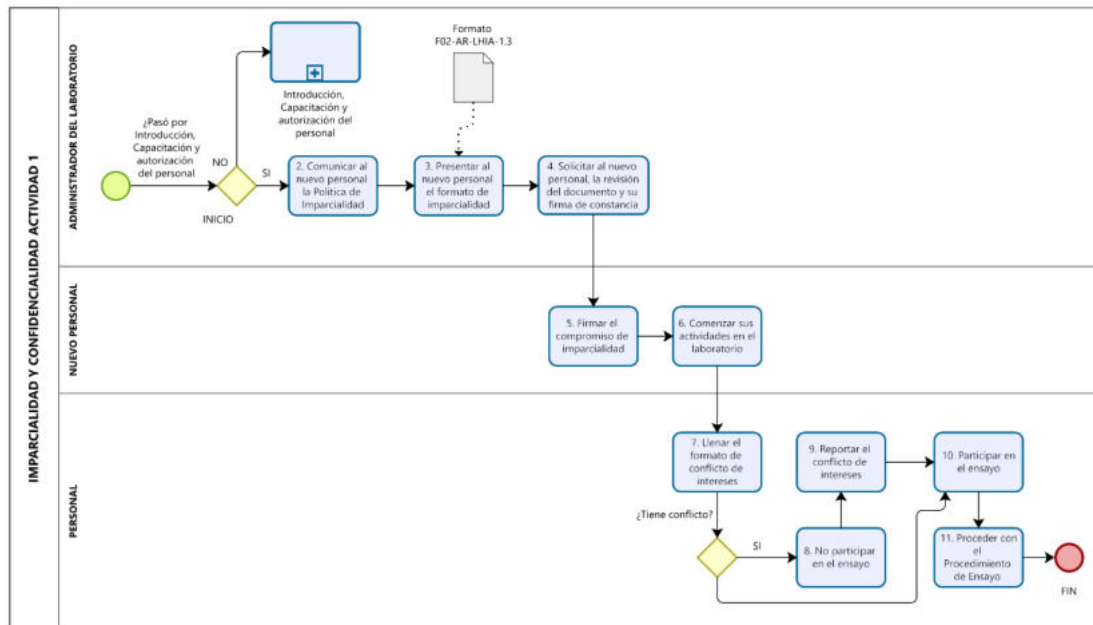 IMPARCIALIDAD Y CONFIDENCIALIDAD ACTIVIDAD 1
ADMINISTRADOR DEL LABORATORIO
¿Pasó por
Introducción,
Capacitación y
autorización
del personal
NO
SI
INICIO
Introducción,
Capacitación y
autorización del
personal
Formato
F02-AR-LHIA-1.3
2. Comunicar al
nuevo personal
la Política de
Imparcialidad
3. Presentar al
nuevo personal
el formato de
imparcialidad
4. Solicitar al nuevo
personal, la revisión
del documento y su
firma de constancia
NUEVO PERSONAL
5. Firmar el
compromiso de
imparcialidad
6. Comenzar sus
actividades en el
laboratorio
PERSONAL
7. Llenar el
formato de
conflicto de
intereses
¿Tiene conflicto?
SI
8. No participar
en el ensayo
9. Reportar el
conflicto de
intereses
10. Participar en
el ensayo
11. Proceder con
el
Procedimiento
de Ensayo
FIN